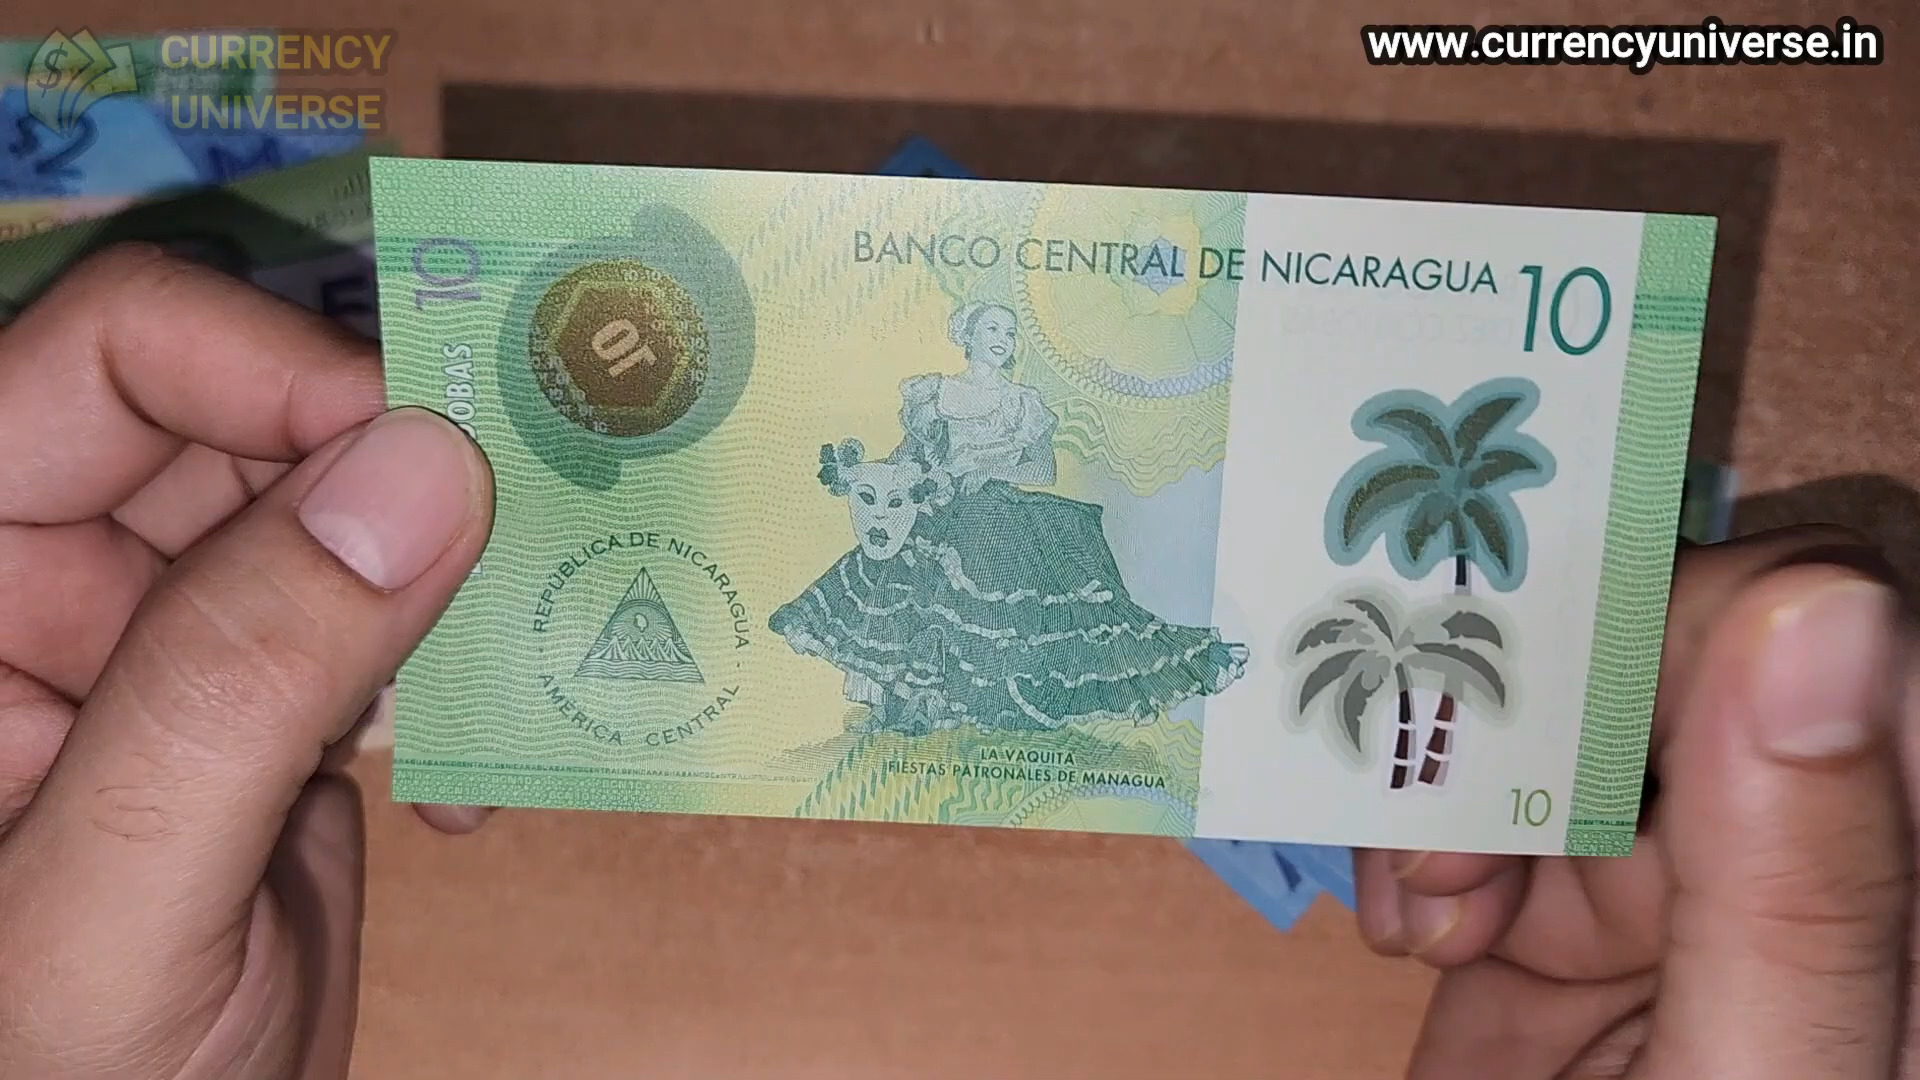 CURRENCY
UNIVERSE
www.currencyuniverse.in
10
BANCO CENTRAL DE NICARAGUA 10
10
REPUBLICA DE NICARAGUA
- AMERICA CENTRAL -
LA VAQUITA
FIESTAS PATRONALES DE MANAGUA
10